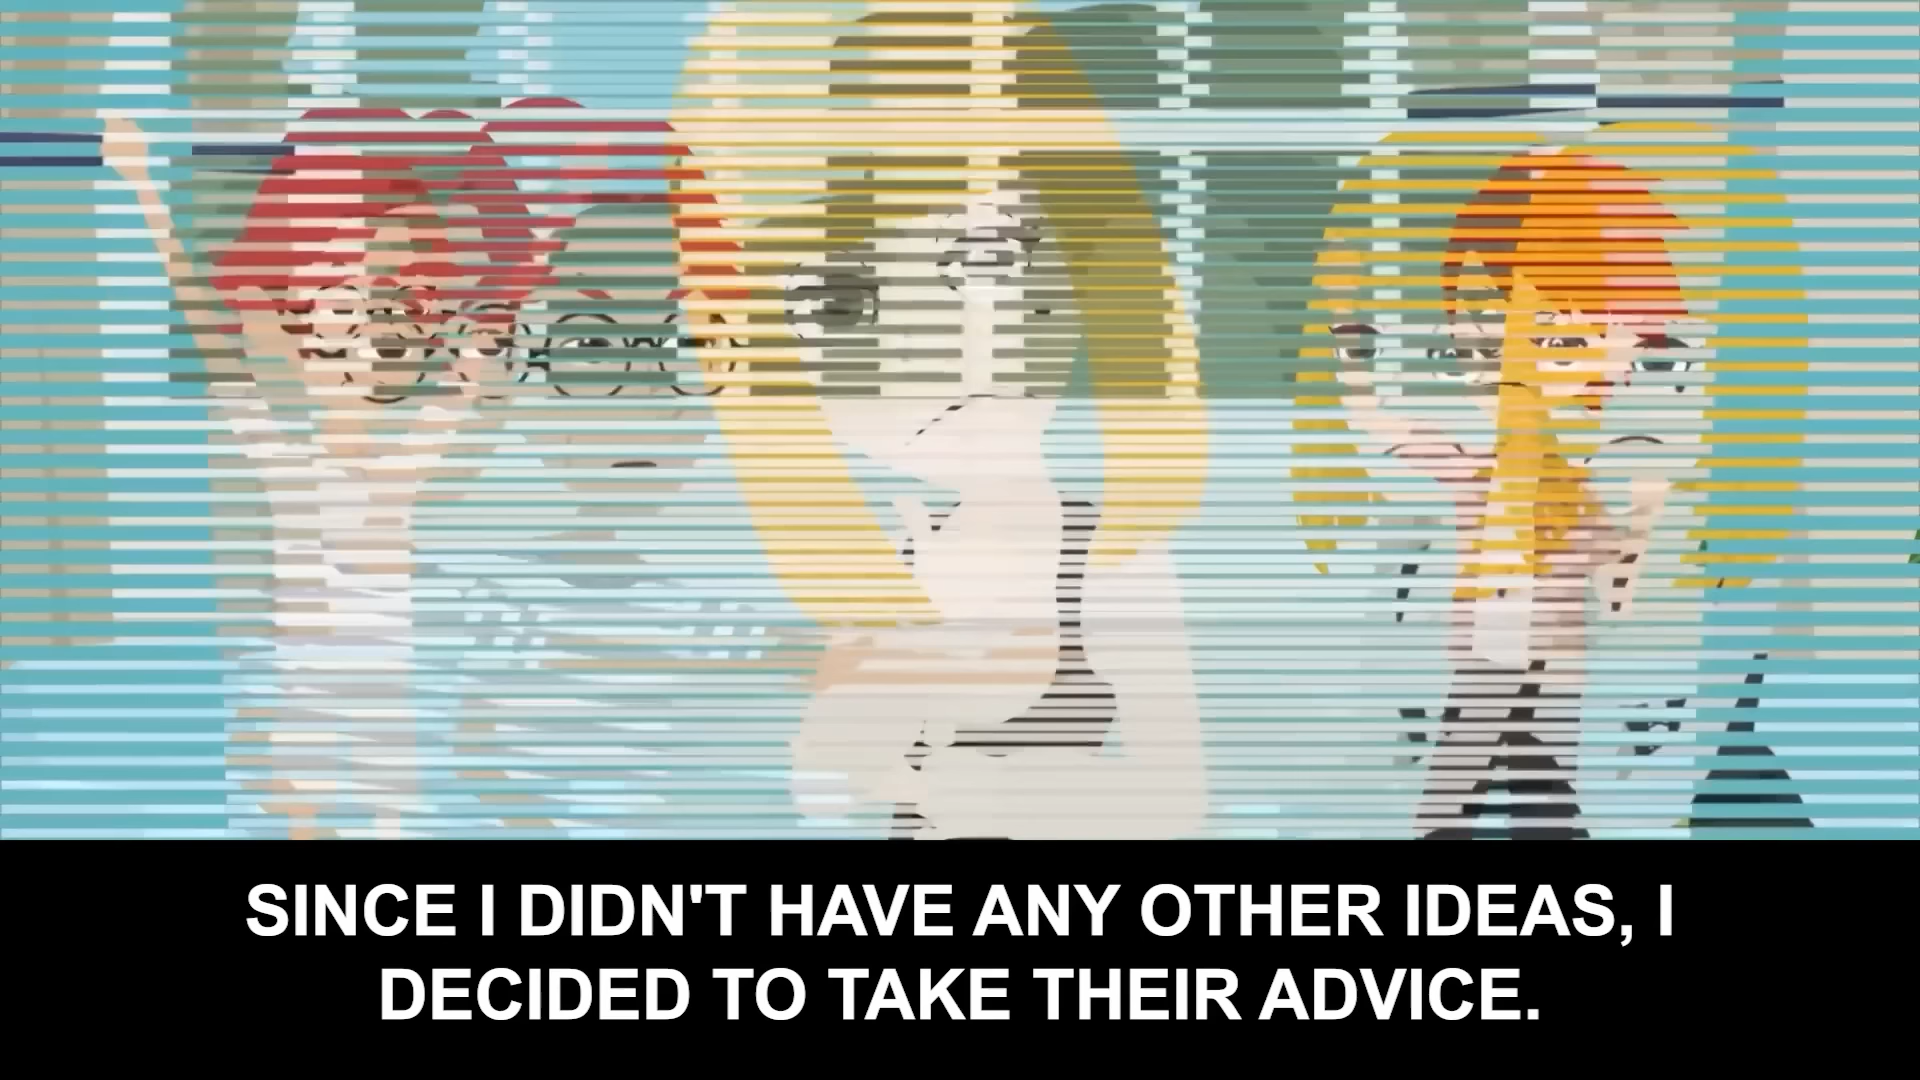 SINCE I DIDN'T HAVE ANY OTHER IDEAS, I
DECIDED TO TAKE THEIR ADVICE.